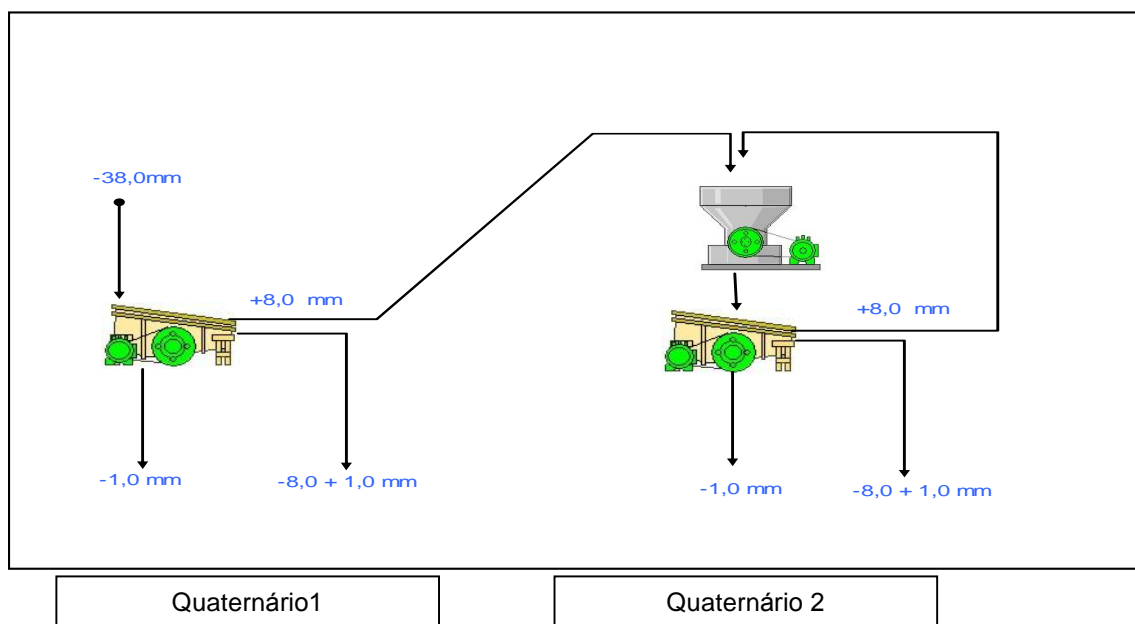 -38,0mm
+8,0 mm
+8,0 mm
-1,0 mm
-8,0 + 1,0 mm
-1,0 mm
-8,0 + 1,0 mm
Quaternário1
Quaternário 2